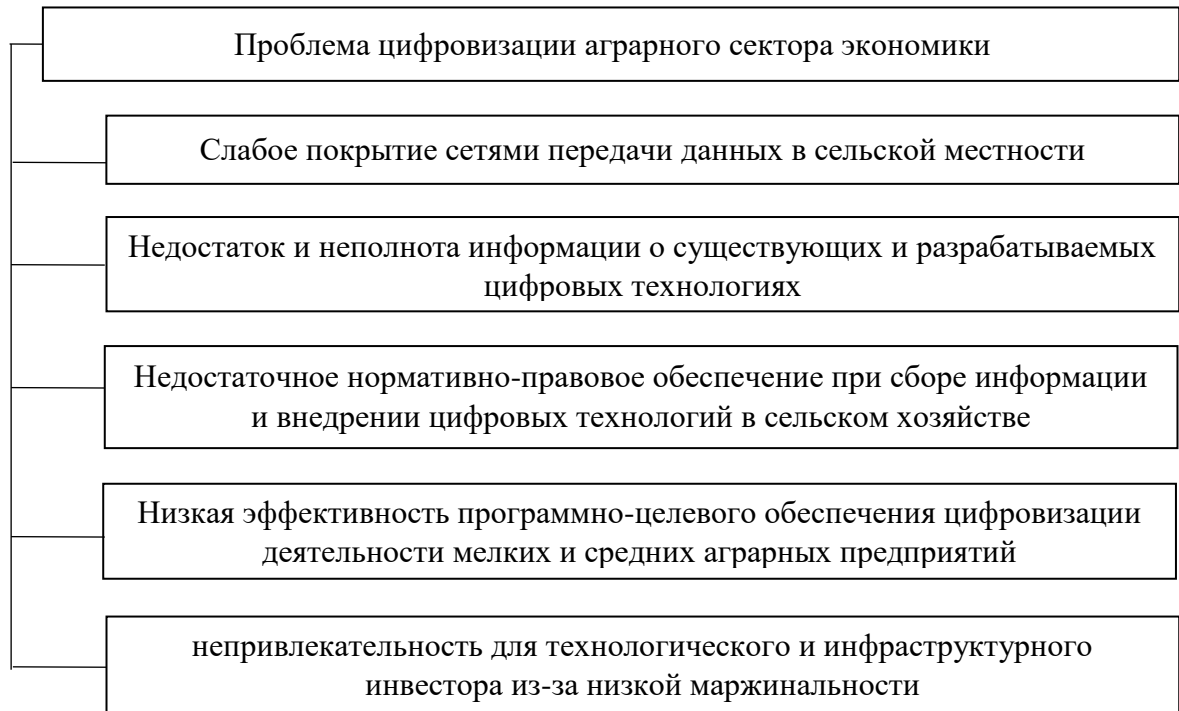 Проблема цифровизации аграрного сектора экономики
Слабое покрытие сетями передачи данных в сельской местности
Недостаток и неполнота информации о существующих и разрабатываемых
цифровых технологиях
Недостаточное нормативно-правовое обеспечение при сборе информации
и внедрении цифровых технологий в сельском хозяйстве
Низкая эффективность программно-целевого обеспечения цифровизации
деятельности мелких и средних аграрных предприятий
непривлекательность для технологического и инфраструктурного
инвестора из-за низкой маржинальности